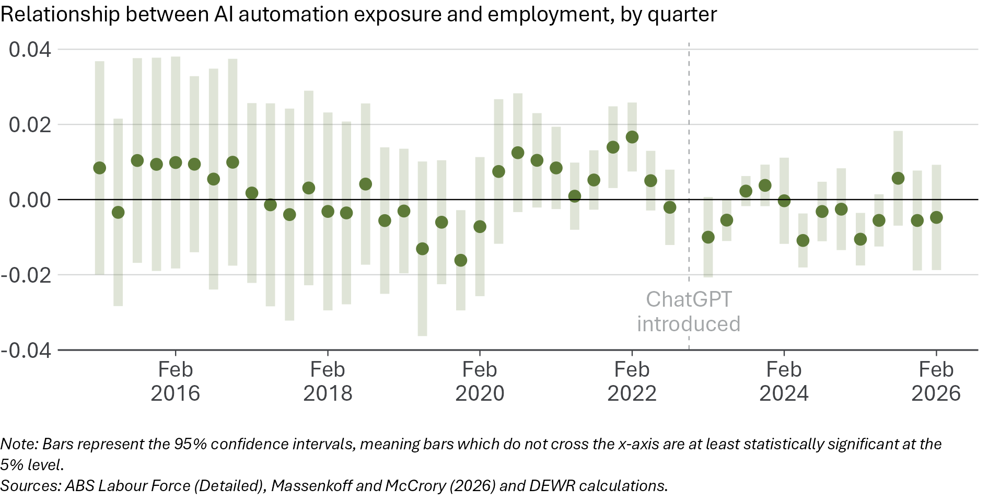 Relationship between AI automation exposure and employment, by quarter
0.04
0.02
0.00
-0.02
-0.04
ChatGPT
introduced
Feb
2016
Feb
2018
Feb
2020
Feb
2022
Feb
2024
Feb
2026
Note: Bars represent the 95% confidence intervals, meaning bars which do not cross the x-axis are at least statistically significant at the
5% level.
Sources: ABS Labour Force (Detailed), Massenkoff and McCrory (2026) and DEWR calculations.